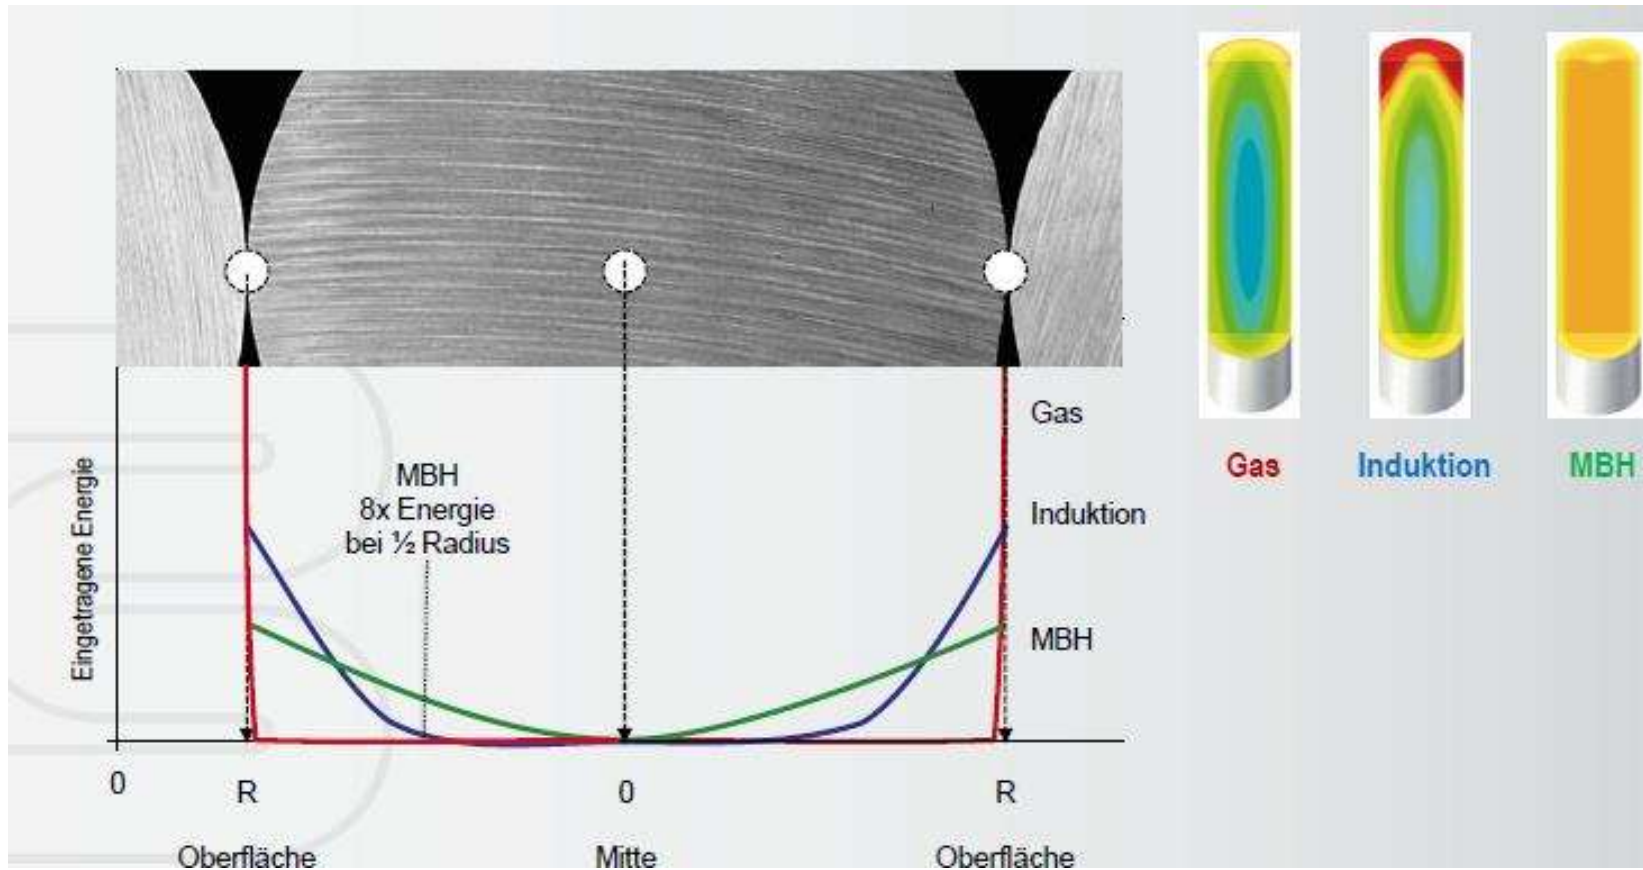 Gas
Induktion
MBH
Eingetragene Energie
MBH
8x Energie
bei ½ Radius
Gas
Induktion
MBH
0
R
0
R
Oberfläche
Mitte
Oberfläche